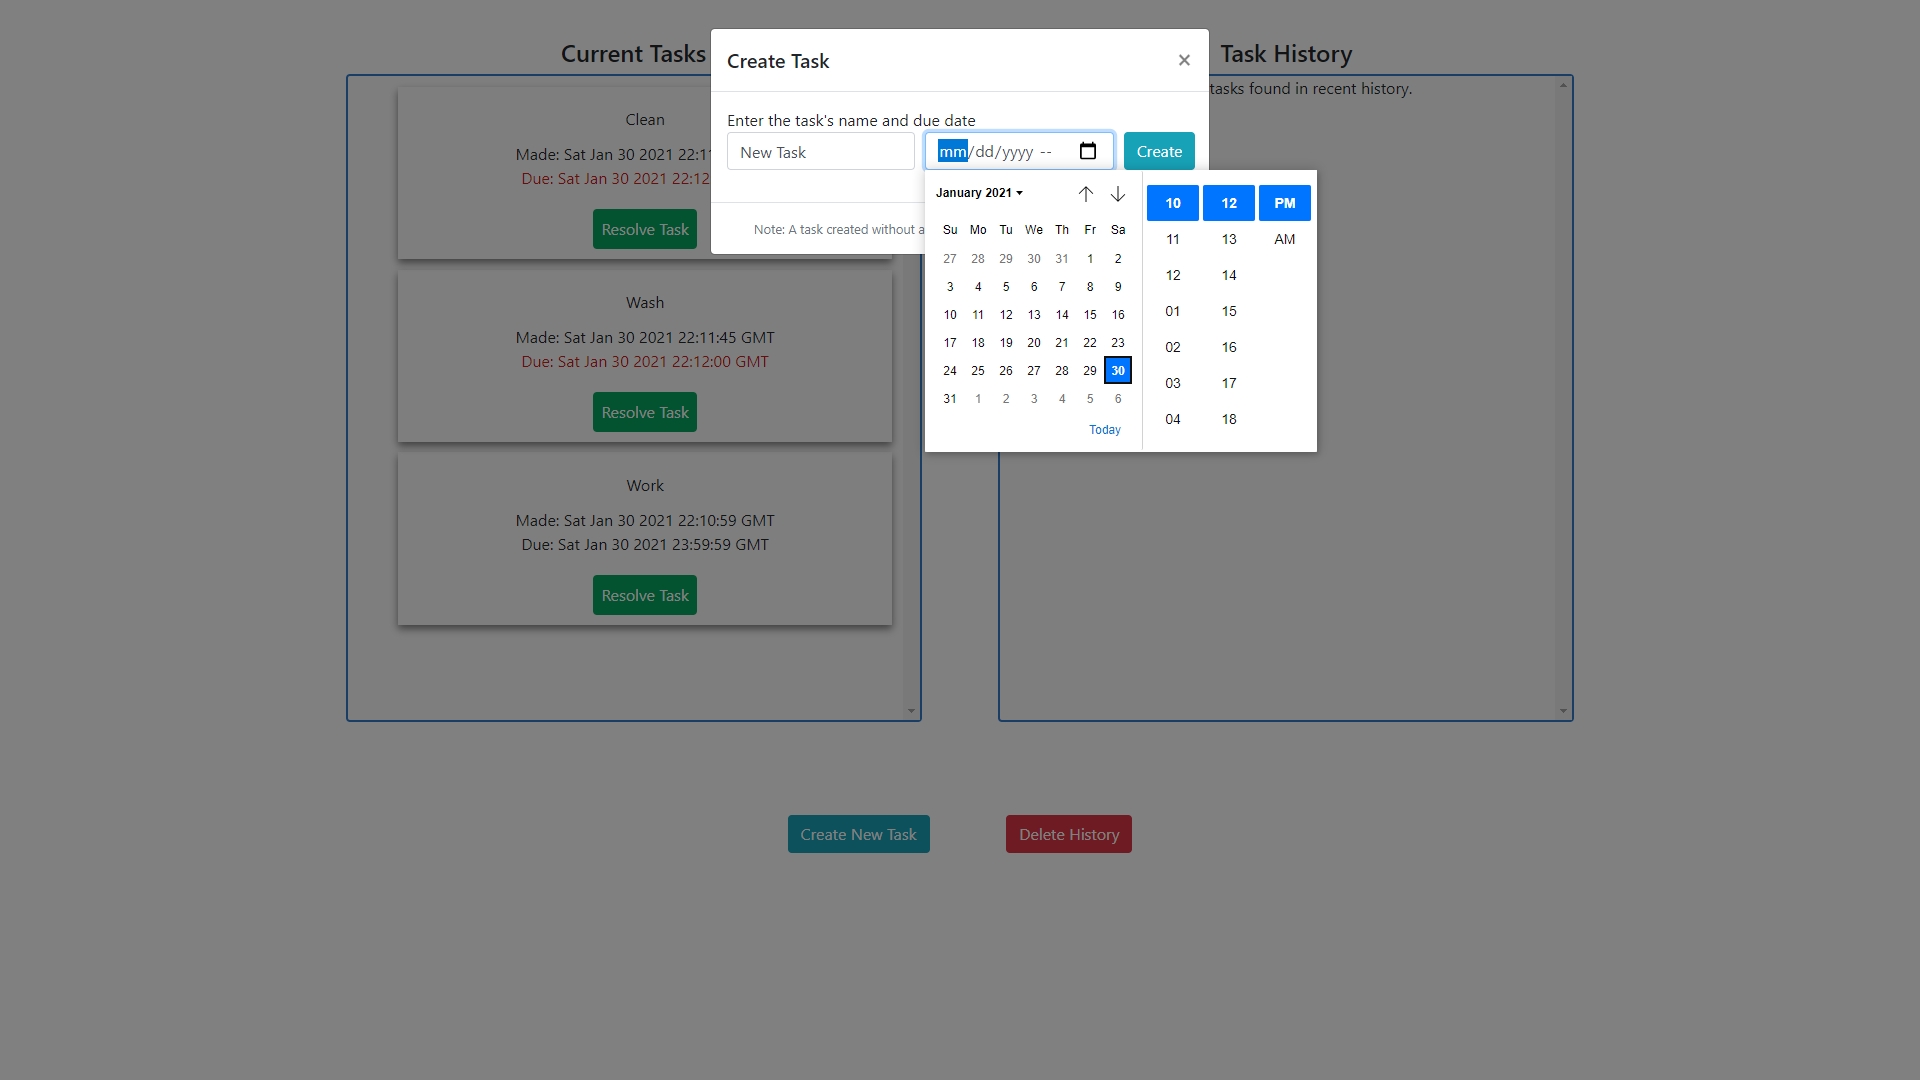 Current Tasks
Clean
Made: Sat Jan 30 2021 22:11
Due: Sat Jan 30 2021 22:12
Resolve Task
Wash
Made: Sat Jan 30 2021 22:11:45 GMT
Due: Sat Jan 30 2021 22:12:00 GMT
Resolve Task
Work
Made: Sat Jan 30 2021 22:10:59 GMT
Due: Sat Jan 30 2021 23:59:59 GMT
Resolve Task
Create Task ×
Enter the task's name and due date
New Task mm/dd/yyyy -- Create
Note: A task created without a
January 2021
Su Mo Tu We Th Fr Sa
27 28 29 30 31 1 2
3 4 5 6 7 8 9
10 11 12 13 14 15 16
17 18 19 20 21 22 23
24 25 26 27 28 29 30
31 1 2 3 4 5 6
Today
10 12 PM
11 13 AM
12 14
01 15
02 16
03 17
04 18
Task History
tasks found in recent history.
Create New Task
Delete History